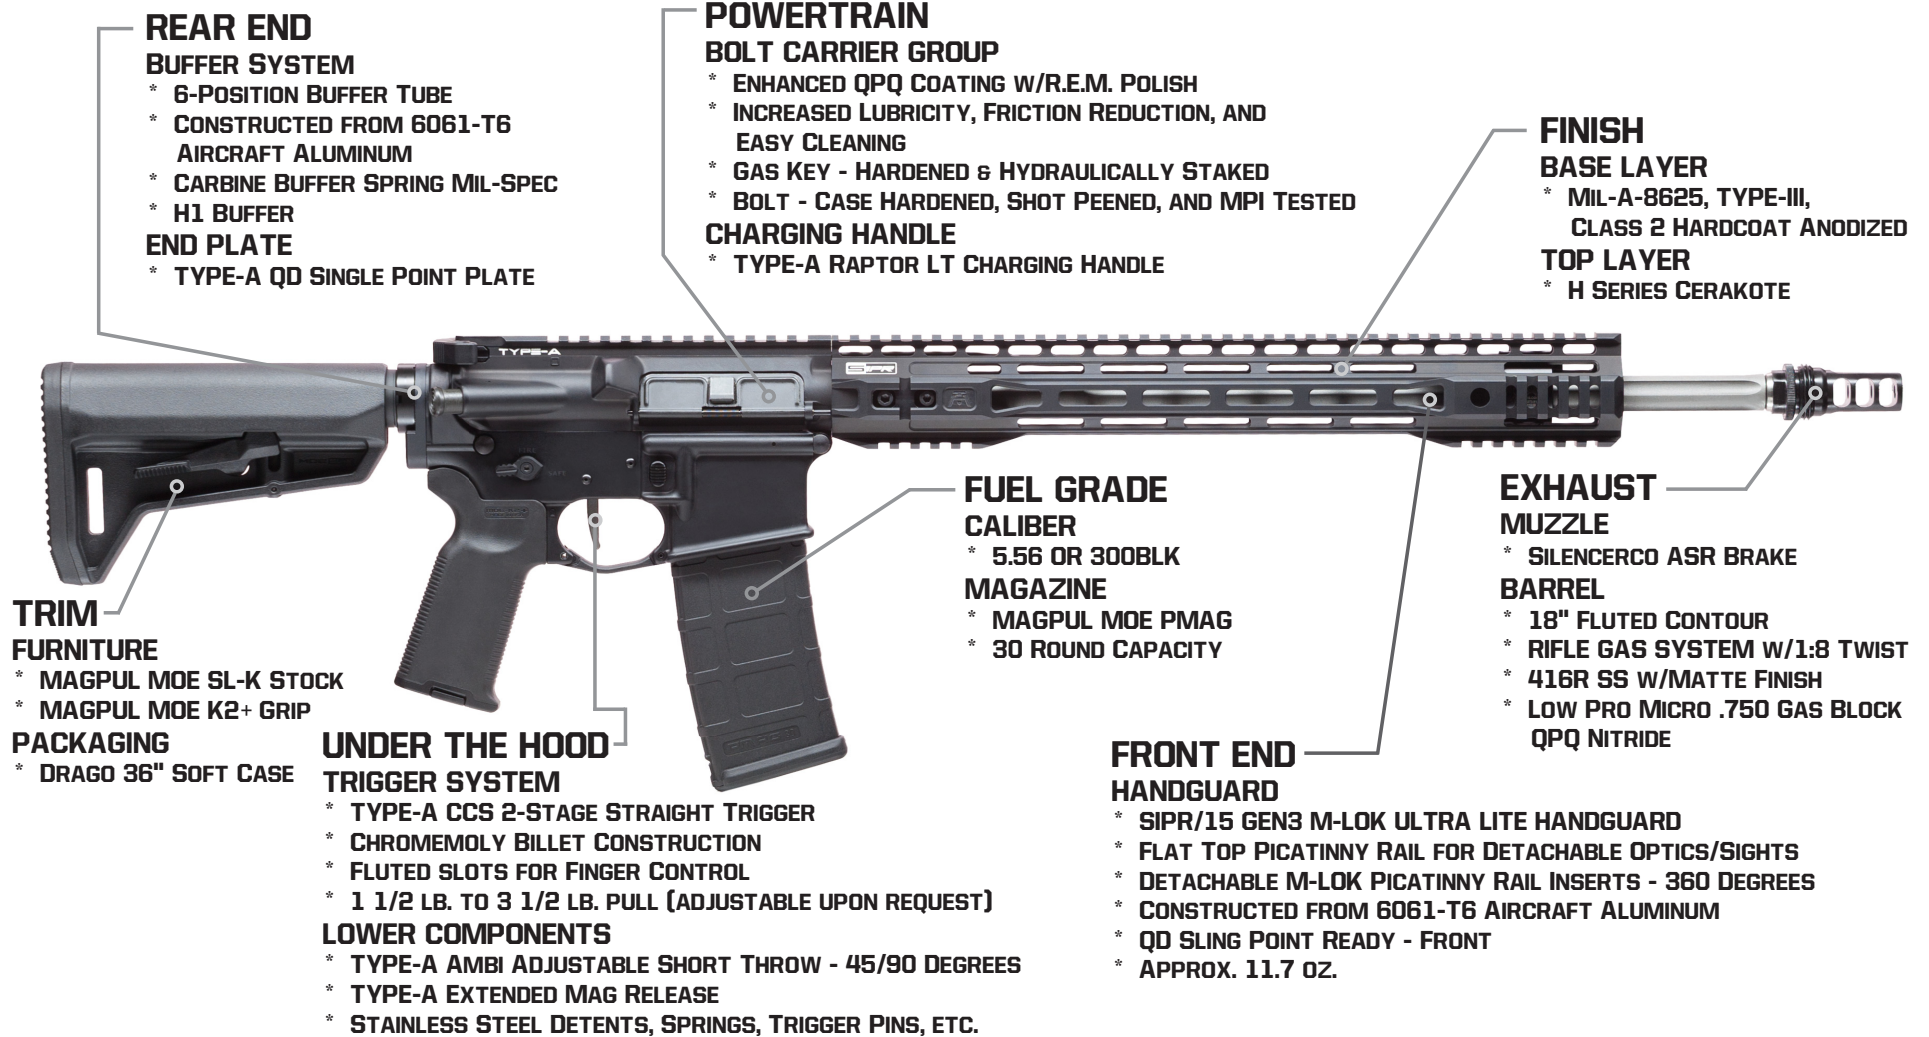 REAR END
BUFFER SYSTEM
* 6-POSITION BUFFER TUBE
* CONSTRUCTED FROM 6061-T6
AIRCRAFT ALUMINUM
* CARBINE BUFFER SPRING MIL-SPEC
* H1 BUFFER
END PLATE
* TYPE-A QD SINGLE POINT PLATE
POWERTRAIN
BOLT CARRIER GROUP
* ENHANCED QPQ COATING W/R.E.M. POLISH
* INCREASED LUBRICITY, FRICTION REDUCTION, AND
EASY CLEANING
* GAS KEY - HARDENED & HYDRAULICALLY STAKED
* BOLT - CASE HARDENED, SHOT PEENED, AND MPI TESTED
CHARGING HANDLE
* TYPE-A RAPTOR LT CHARGING HANDLE
FINISH
BASE LAYER
* MIL-A-8625, TYPE-III,
CLASS 2 HARDCOAT ANODIZED
TOP LAYER
* H SERIES CERAKOTE
TYPE-A
SIPR
FUEL GRADE
CALIBER
* 5.56 OR 300BLK
MAGAZINE
* MAGPUL MOE PMAG
* 30 ROUND CAPACITY
EXHAUST
MUZZLE
* SILENCERCO ASR BRAKE
BARREL
* 18" FLUTED CONTOUR
* RIFLE GAS SYSTEM W/1:8 TWIST
* 416R SS W/MATTE FINISH
* LOW PRO MICRO .750 GAS BLOCK
QPQ NITRIDE
TRIM
FURNITURE
* MAGPUL MOE SL-K STOCK
* MAGPUL MOE K2+ GRIP
PACKAGING
* DRAGO 36" SOFT CASE
UNDER THE HOOD
TRIGGER SYSTEM
* TYPE-A CCS 2-STAGE STRAIGHT TRIGGER
* CHROMEMOLY BILLET CONSTRUCTION
* FLUTED SLOTS FOR FINGER CONTROL
* 1 1/2 LB. TO 3 1/2 LB. PULL (ADJUSTABLE UPON REQUEST)
LOWER COMPONENTS
* TYPE-A AMBI ADJUSTABLE SHORT THROW - 45/90 DEGREES
* TYPE-A EXTENDED MAG RELEASE
* STAINLESS STEEL DETENTS, SPRINGS, TRIGGER PINS, ETC.
FRONT END
HANDGUARD
* SIPR/15 GEN3 M-LOK ULTRA LITE HANDGUARD
* FLAT TOP PICATINNY RAIL FOR DETACHABLE OPTICS/SIGHTS
* DETACHABLE M-LOK PICATINNY RAIL INSERTS - 360 DEGREES
* CONSTRUCTED FROM 6061-T6 AIRCRAFT ALUMINUM
* QD SLING POINT READY - FRONT
* APPROX. 11.7 OZ.